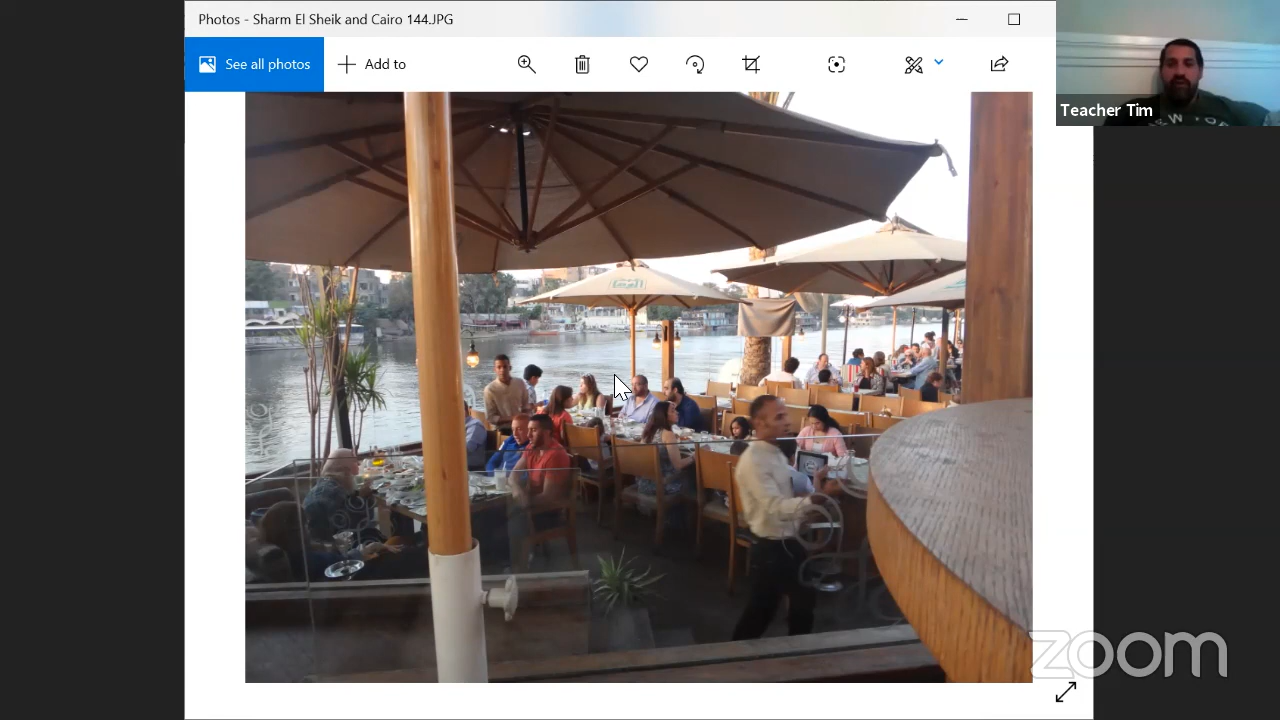 Photos - Sharm El Sheik and Cairo 144.JPG
See all photos
Add to
Teacher Tim
zoom